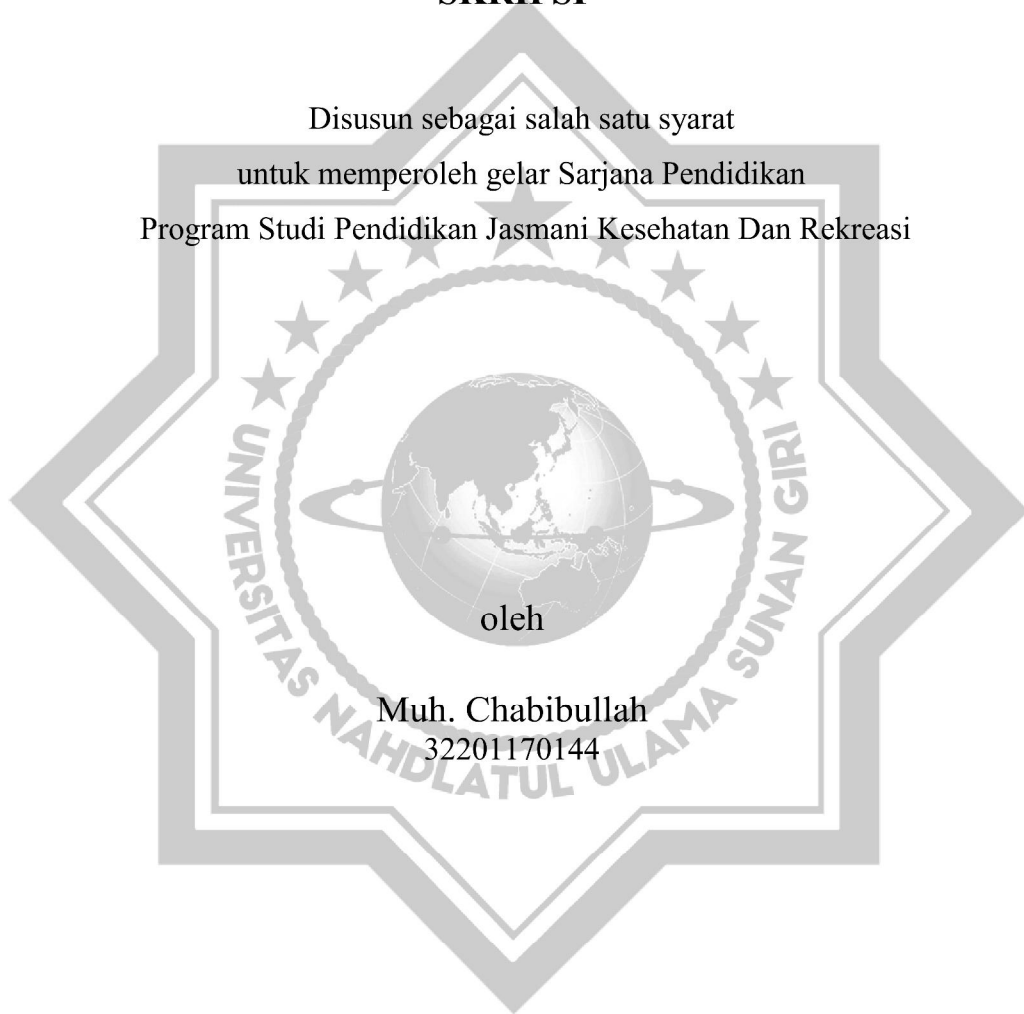 SKRIPSI
Disusun sebagai salah satu syarat
untuk memperoleh gelar Sarjana Pendidikan
Program Studi Pendidikan Jasmani Kesehatan Dan Rekreasi
oleh
Muh. Chabibullah
32201170144
UNIVERSITAS NAHDLATUL ULAMA SUNAN GIRI